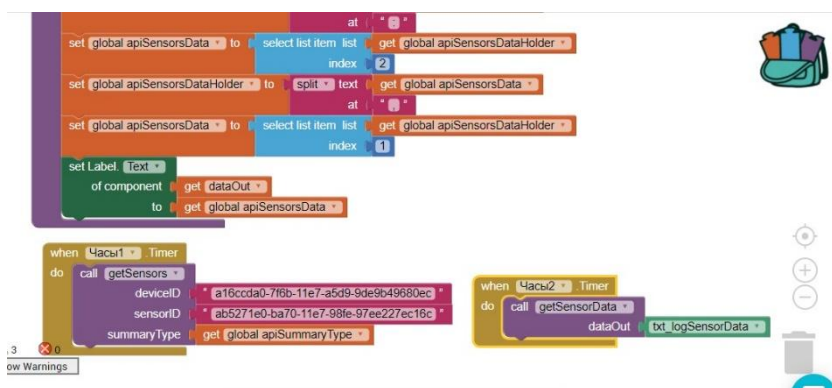 at " : "
set global apiSensorsData to select list item list get global apiSensorsDataHolder
index 2
set global apiSensorsDataHolder to split text get global apiSensorsData
at " , "
set global apiSensorsData to select list item list get global apiSensorsDataHolder
index 1
set Label. Text
of component get dataOut
to get global apiSensorsData
when Часы1 .Timer
do call getSensors
deviceID " a16ccda0-7f6b-11e7-a5d9-9de9b49680ec "
sensorID " ab5271e0-ba70-11e7-98fe-97ee227ec16c "
summaryType get global apiSummaryType
when Часы2 .Timer
do call getSensorData
dataOut txt_logSensorData
3 0
ow Warnings